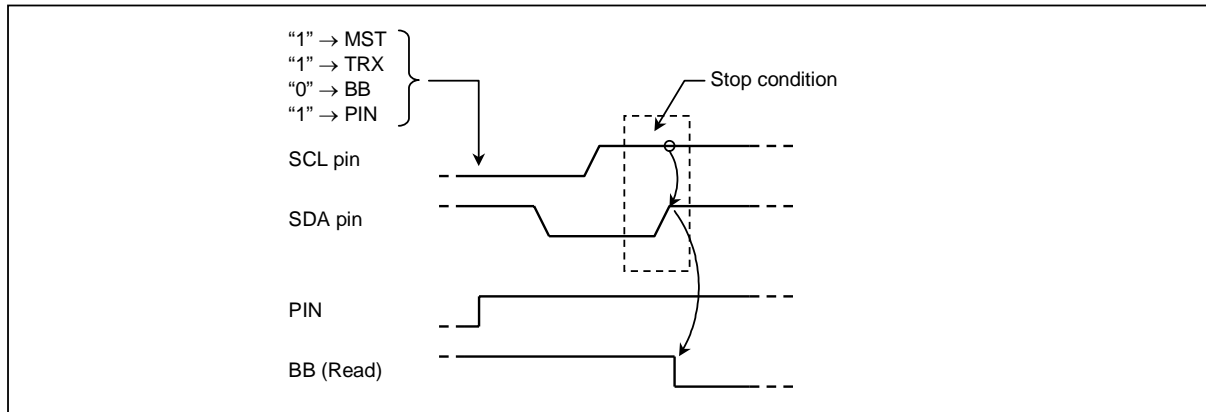 “1” → MST
“1” → TRX
“0” → BB
“1” → PIN
Stop condition
SCL pin
SDA pin
PIN
BB (Read)